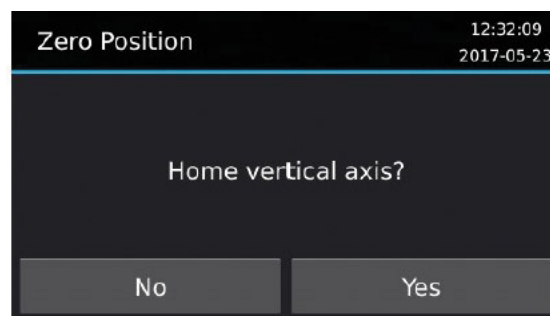 Zero Position
12:32:09
2017-05-23
Home vertical axis?
No
Yes